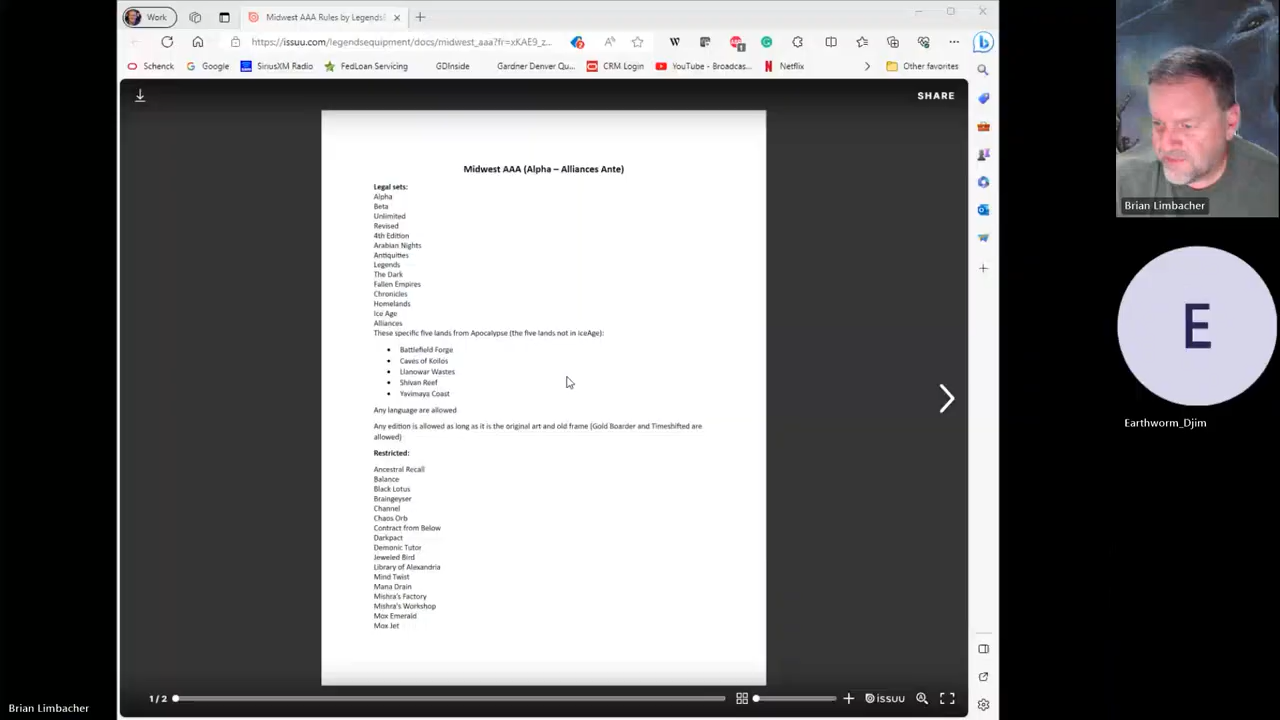 Work
Midwest AAA Rules by Legends
https://issuu.com/legendsequipment/docs/midwest_aaa?fr=xKAE9_z...
Schenck
Google
SiriusXM Radio
FedLoan Servicing
GDInside
Gardner Denver Qu...
CRM Login
YouTube - Broadcas...
Netflix
Other favorites
SHARE
Midwest AAA (Alpha – Alliances Ante)
Legal sets:
Alpha
Beta
Unlimited
Revised
4th Edition
Arabian Nights
Antiquities
Legends
The Dark
Fallen Empires
Chronicles
Homelands
Ice Age
Alliances
These specific five lands from Apocalypse (the five lands not in IceAge):
• Battlefield Forge
• Caves of Koilos
• Llanowar Wastes
• Shivan Reef
• Yavimaya Coast
Any language are allowed
Any edition is allowed as long as it is the original art and old frame (Gold Boarder and Timeshifted are
allowed)
Restricted:
Ancestral Recall
Balance
Black Lotus
Braingeyser
Channel
Chaos Orb
Contract from Below
Darkpact
Demonic Tutor
Jeweled Bird
Library of Alexandria
Mind Twist
Mana Drain
Mishra's Factory
Mishra's Workshop
Mox Emerald
Mox Jet
1/2
issuu
Brian Limbacher
E
Earthworm_Djim
Brian Limbacher